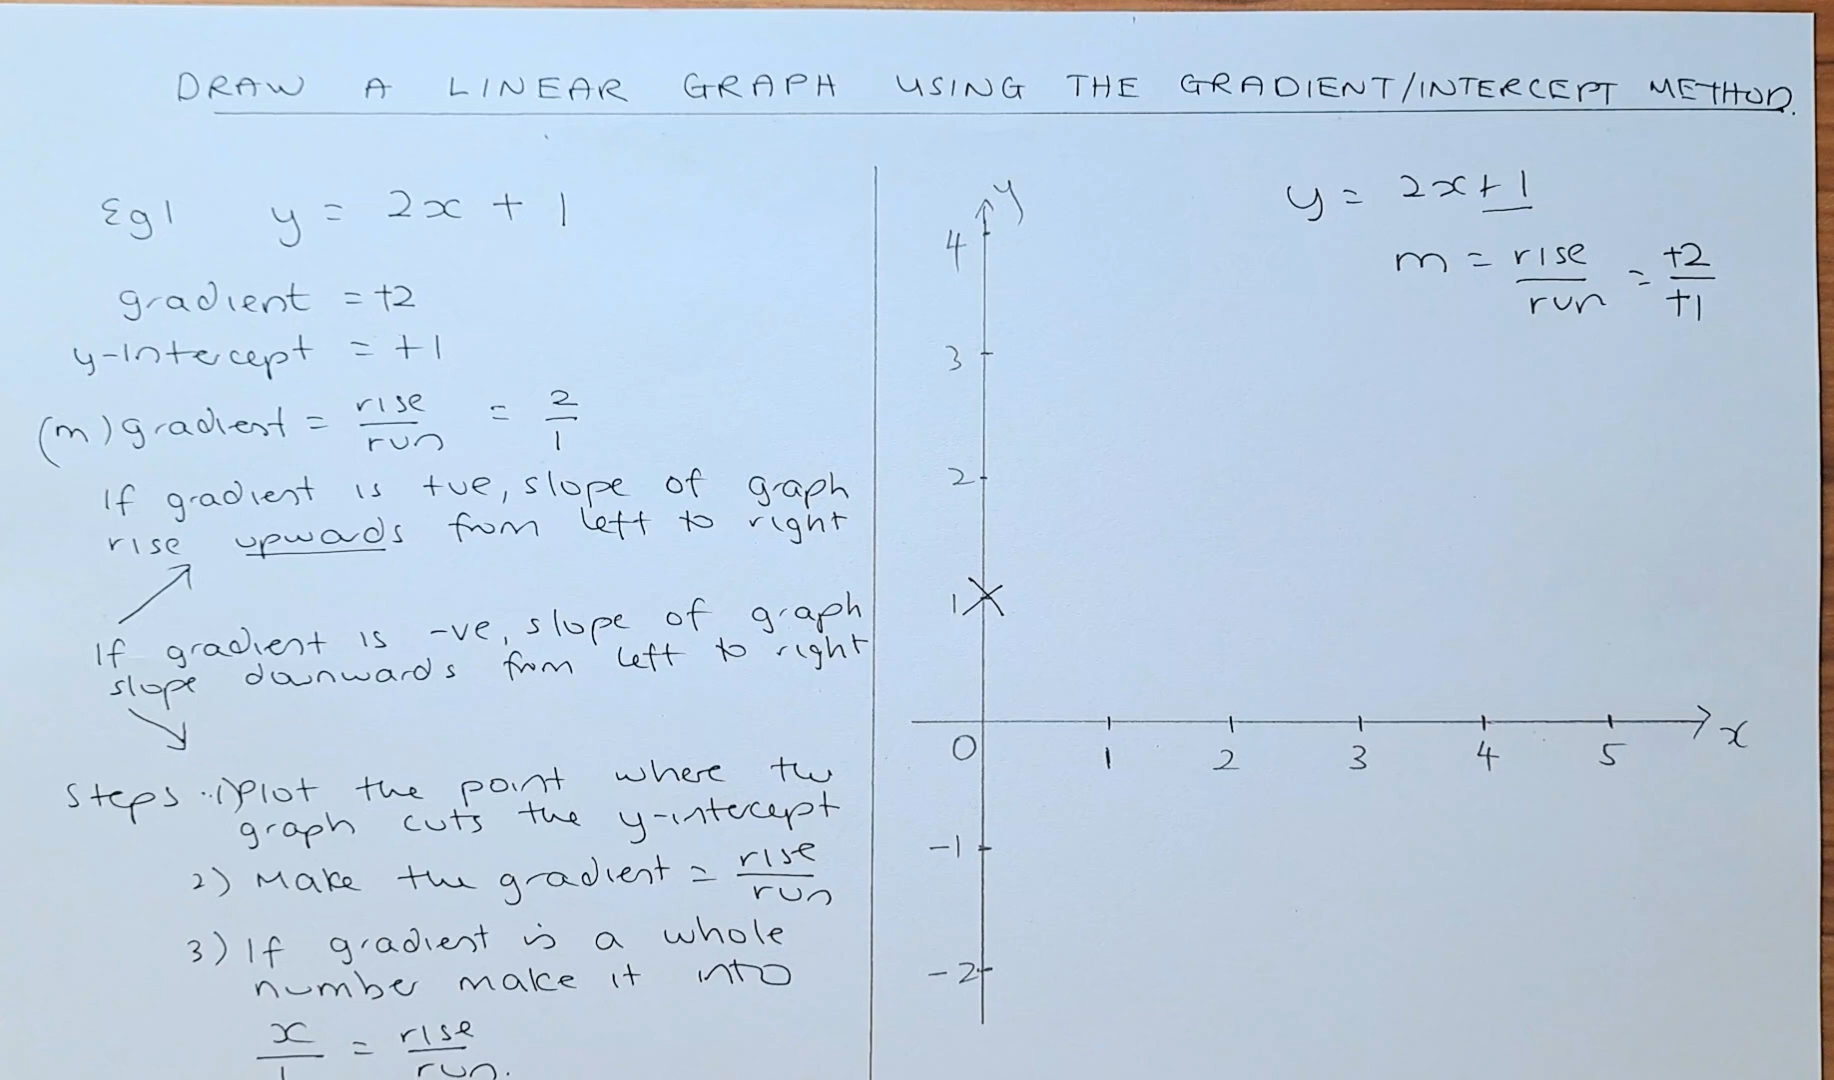 DRAW A LINEAR GRAPH USING THE GRADIENT/INTERCEPT METHOD.
Eg1 y = 2x + 1
gradient = +2
y-intercept = +1
(m) gradient = rise/run = 2/1
If gradient is +ve, slope of graph
rise upwards from left to right
If gradient is -ve, slope of graph
slope downwards from left to right
Steps : 1) Plot the point where the
graph cuts the y-intercept
2) Make the gradient = rise/run
3) If gradient is a whole
number make it into
x/1 = rise/run.
y = 2x + 1
m = rise/run = +2/+1
y
4
3
2
1
0 1 2 3 4 5 x
-1
-2